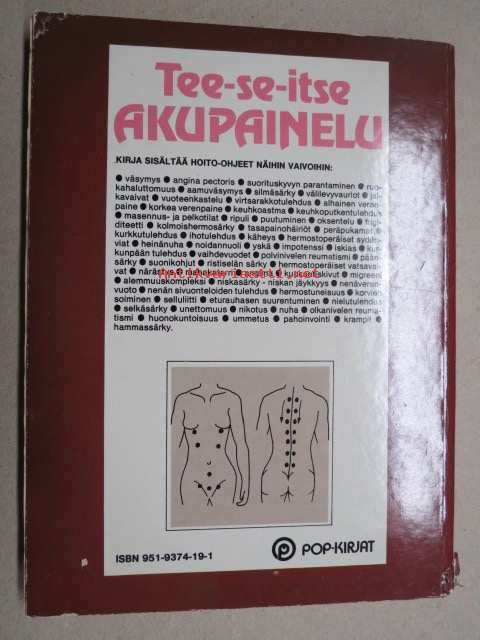 Tee-se-itse
AKUPAINELU
KIRJA SISÄLTÄÄ HOITO-OHJEET NÄIHIN VAIVOIHIN:
● väsymys ● angina pectoris ● suorituskyvyn parantaminen ● ruo-
kahaluttomuus ● aamuväsymys ● silmäsärky ● välilevyvauriot ● jal-
kavaivat ● vuoteenkastelu ● virtsarakkotulehdus ● alhainen veren-
paine ● korkea verenpaine ● keuhkoastma ● keuhkoputkentulehdus
● masennus- ja pelkotilat ● ripuli ● puutuminen ● oksentelu ●
diteetti ● kolmoishermosärky ● tasapainohäiriöt ● peräpukamat ●
kurkkutulehdus ● ihotulehdus ● käheys ● hermostoperäiset sydän-
viat ● heinänuha ● noidannuoli ● yskä ● impotenssi ● iskias ● kur-
kunpään tulehdus ● vaihdevuodet ● polvinivelen reumatismi ● pään-
särky ● suonikohjut ● ristiselän särky ● hermostoperäiset vatsavai-
vat ● närästys ● migreeni
● alemmuuskompleksi ● niskasärky - niskan jäykkyys ● nenäveren-
vuoto ● nenän sivuonteloiden tulehdus ● hermostuneisuus ● korvien
soiminen ● selluliitti ● eturauhasen suurentuminen ● nielutulehdus
● selkäsärky ● unettomuus ● nikotus ● nuha ● olkanivelen reuma-
tismi ● huonokuntoisuus ● ummetus ● pahoinvointi ● krampit ●
hammassärky.
ISBN 951-9374-19-1
POP-KIRJAT